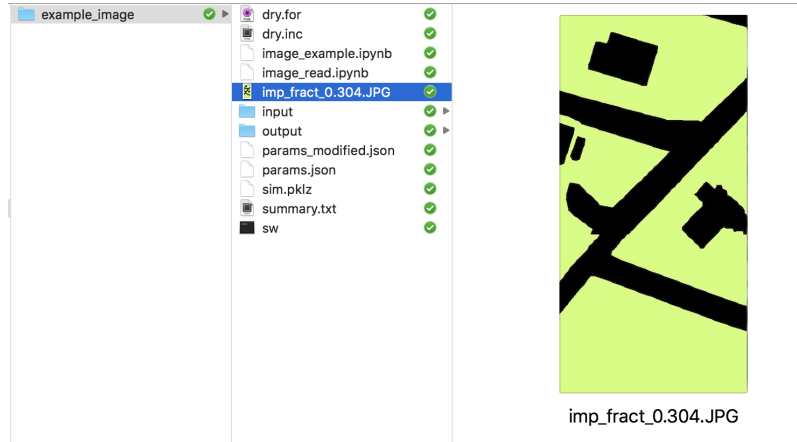 example_image
dry.for
dry.inc
image_example.ipynb
image_read.ipynb
imp_fract_0.304.JPG
input
output
params_modified.json
params.json
sim.pklz
summary.txt
sw
imp_fract_0.304.JPG